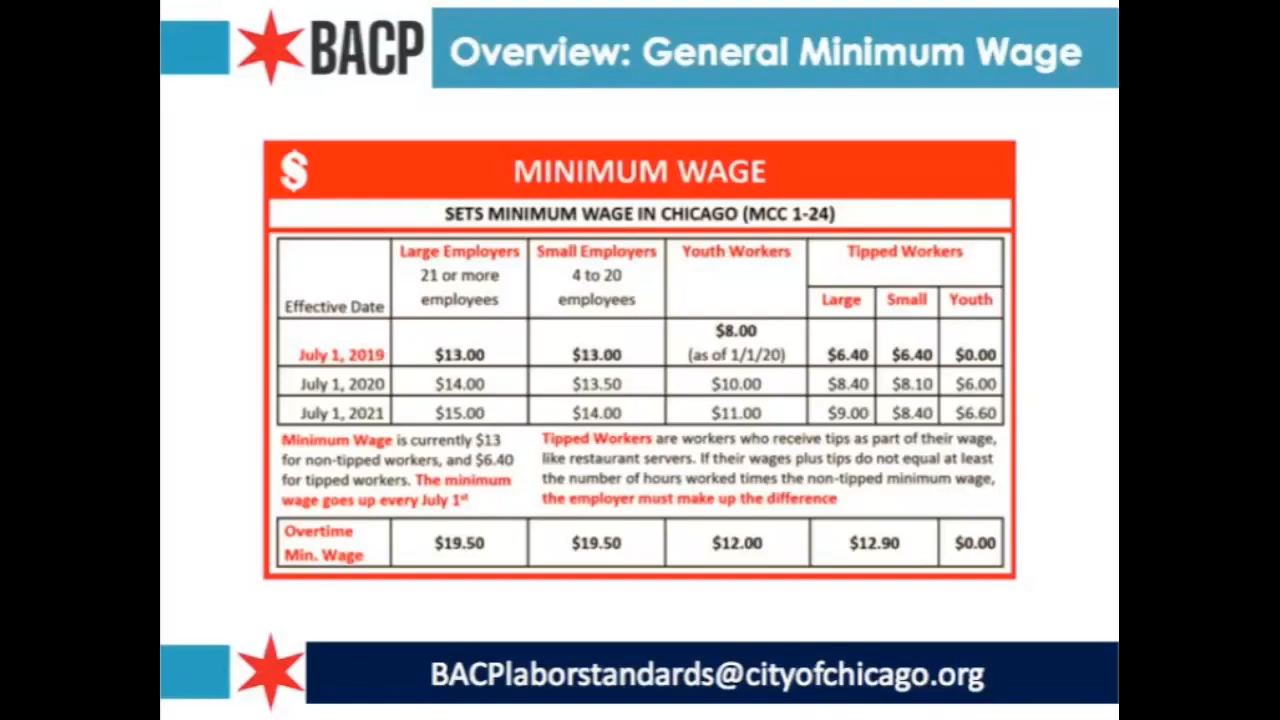 BACP
Overview: General Minimum Wage
$ MINIMUM WAGE
SETS MINIMUM WAGE IN CHICAGO (MCC 1-24)
Effective Date Large Employers 21 or more employees Small Employers 4 to 20 employees Youth Workers Tipped Workers
Large Small Youth
July 1, 2019 $13.00 $13.00 $8.00 (as of 1/1/20) $6.40 $6.40 $0.00
July 1, 2020 $14.00 $13.50 $10.00 $8.40 $8.10 $6.00
July 1, 2021 $15.00 $14.00 $11.00 $9.00 $8.40 $6.60
Minimum Wage is currently $13
for non-tipped workers, and $6.40
for tipped workers. The minimum
wage goes up every July 1st
Tipped Workers are workers who receive tips as part of their wage,
like restaurant servers. If their wages plus tips do not equal at least
the number of hours worked times the non-tipped minimum wage,
the employer must make up the difference
Overtime Min. Wage $19.50 $19.50 $12.00 $12.90 $0.00
BACPlaborstandards@cityofchicago.org